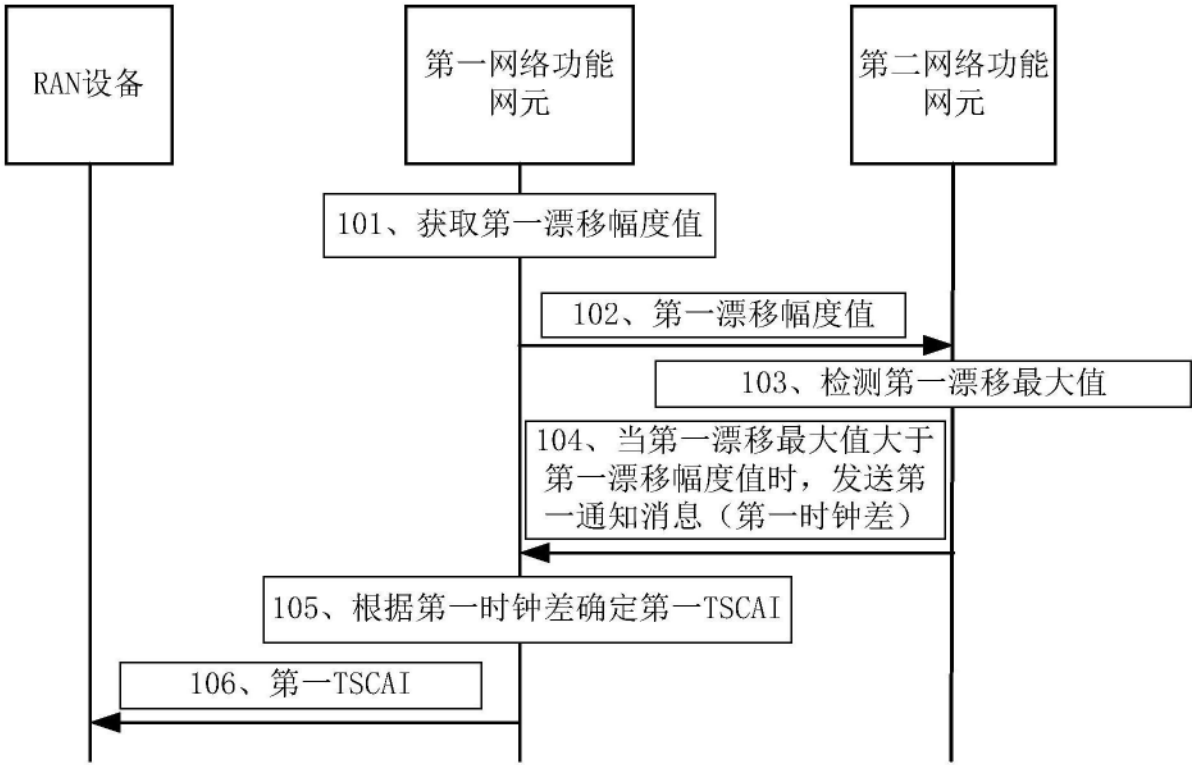 RAN设备
第一网络功能
网元
第二网络功能
网元
101、获取第一漂移幅度值
102、第一漂移幅度值
103、检测第一漂移最大值
104、当第一漂移最大值大于
第一漂移幅度值时，发送第
一通知消息（第一时钟差）
105、根据第一时钟差确定第一TSCAI
106、第一TSCAI